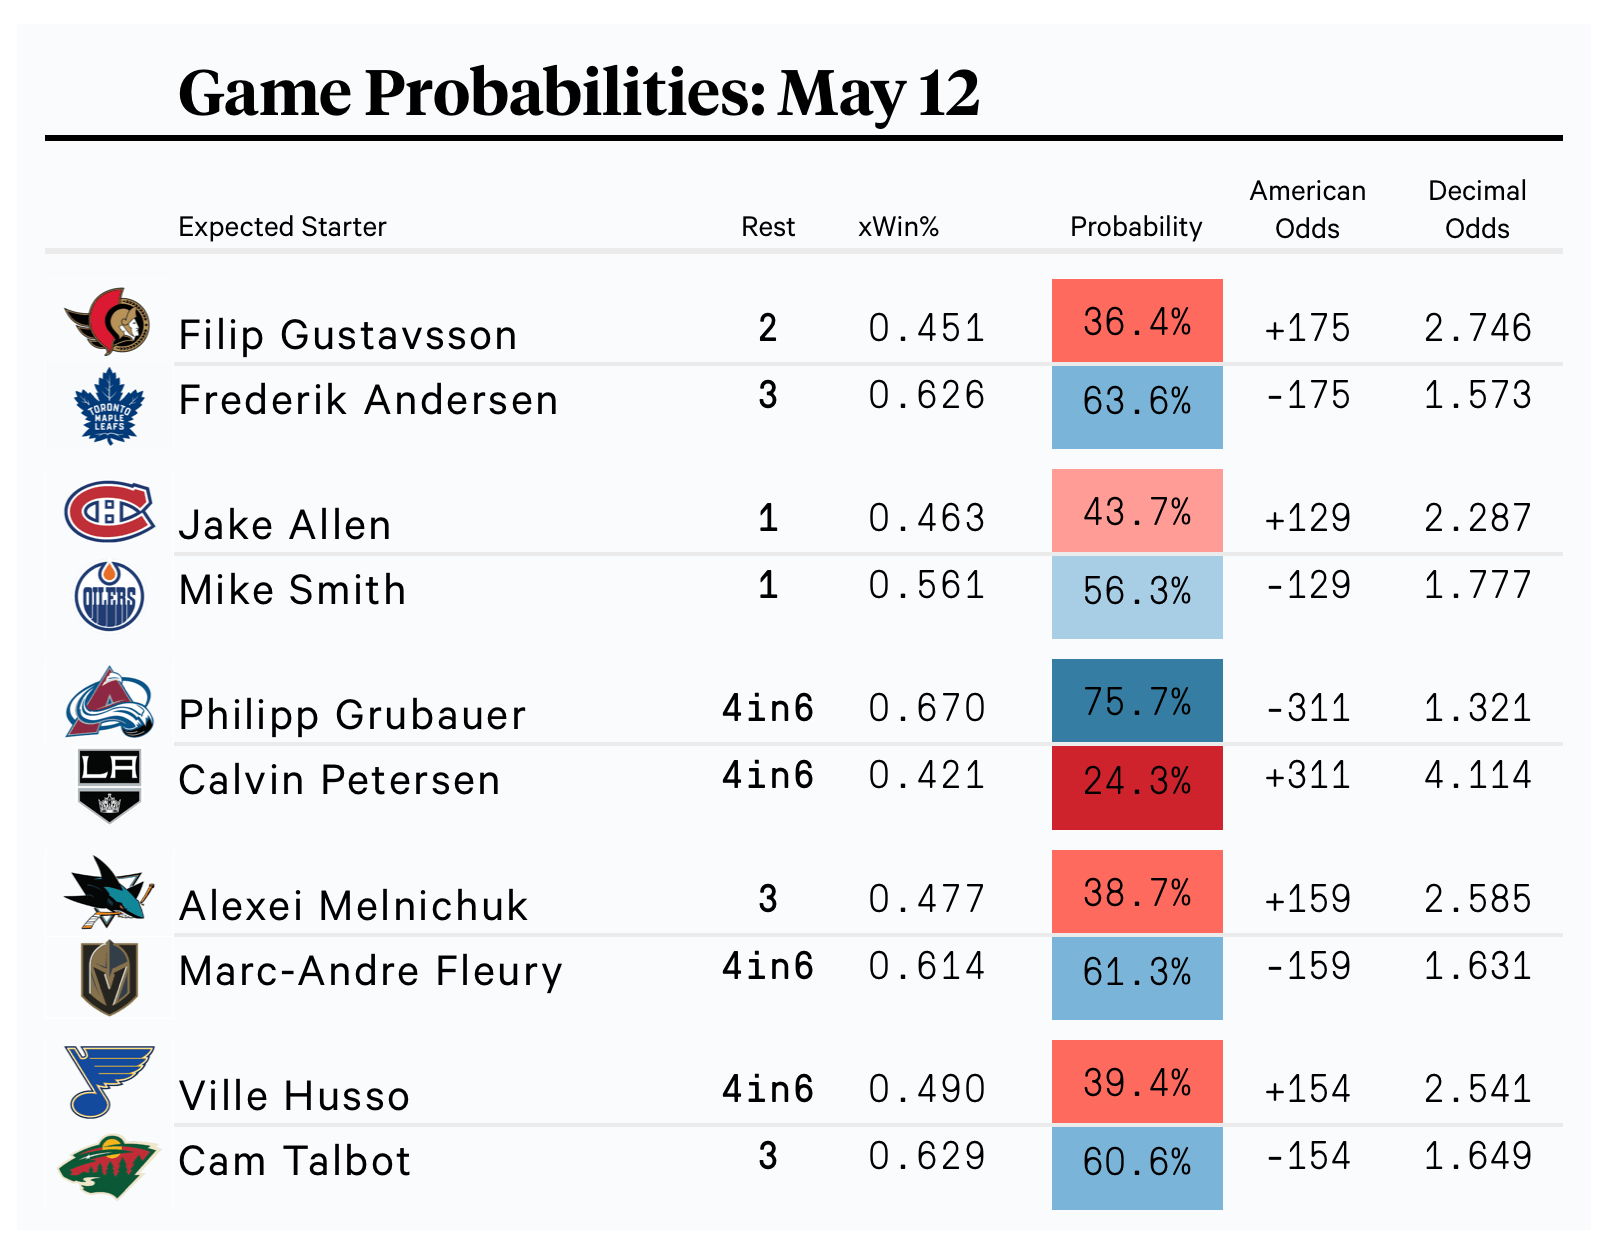 Game Probabilities: May 12
Expected Starter Rest xWin% Probability American Odds Decimal Odds
Filip Gustavsson 2 0.451 36.4% +175 2.746
TORONTO MAPLE LEAFS Frederik Andersen 3 0.626 63.6% -175 1.573
Jake Allen 1 0.463 43.7% +129 2.287
OILERS Mike Smith 1 0.561 56.3% -129 1.777
Philipp Grubauer 4in6 0.670 75.7% -311 1.321
LA Calvin Petersen 4in6 0.421 24.3% +311 4.114
Alexei Melnichuk 3 0.477 38.7% +159 2.585
Marc-Andre Fleury 4in6 0.614 61.3% -159 1.631
Ville Husso 4in6 0.490 39.4% +154 2.541
Cam Talbot 3 0.629 60.6% -154 1.649